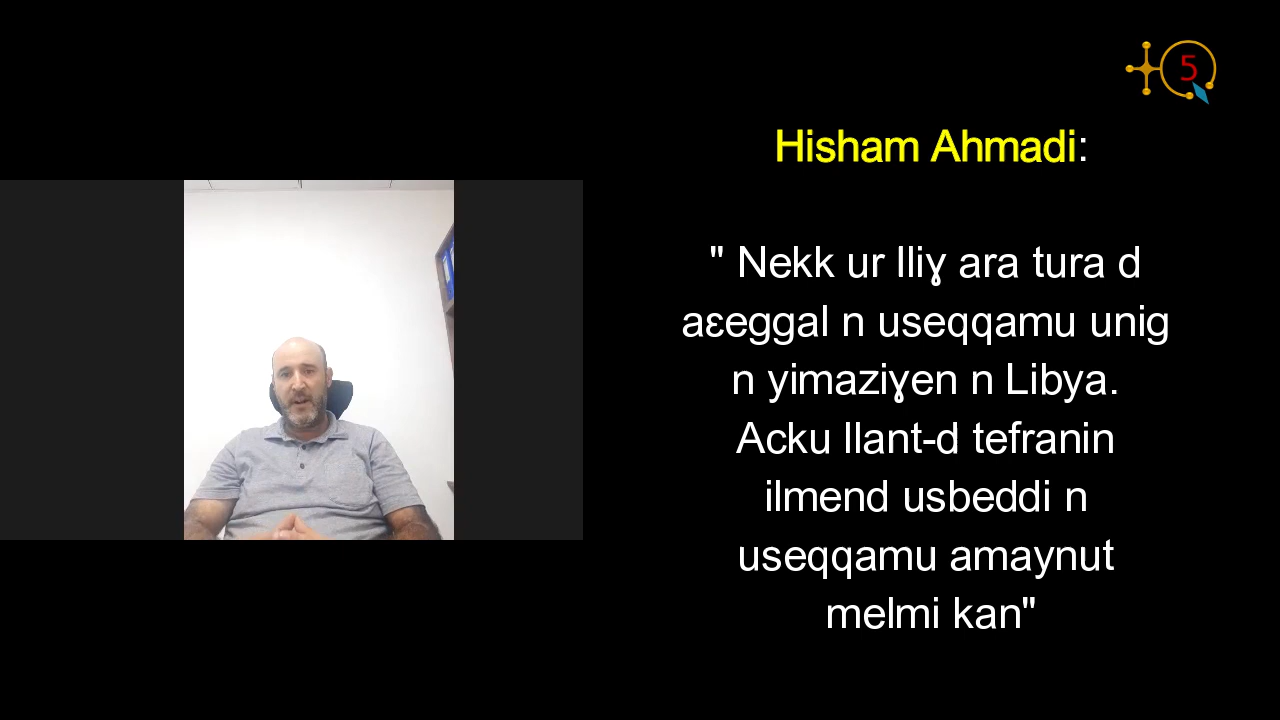 5
Hisham Ahmadi:
" Nekk ur lliɣ ara tura d
aɛeggal n useqqamu unig
n yimaziɣen n Libya.
Acku llant-d tefranin
ilmend usbeddi n
useqqamu amaynut
melmi kan"